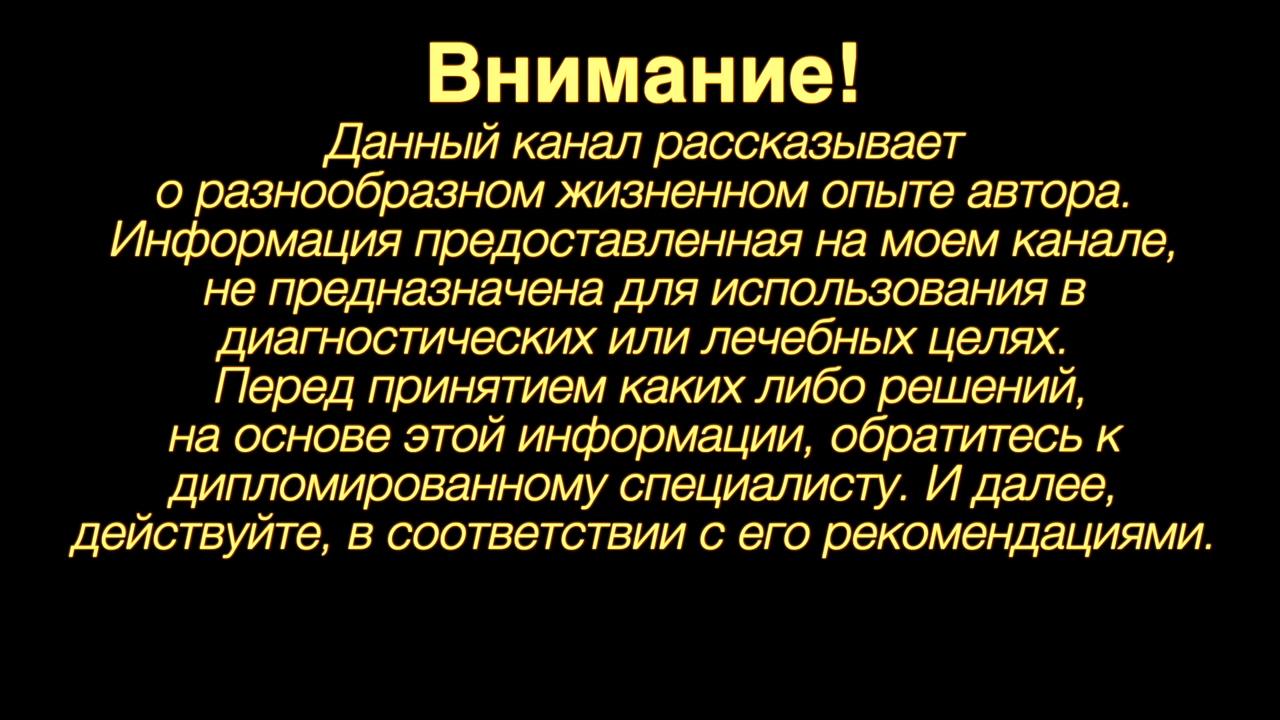 Внимание!
Данный канал рассказывает
о разнообразном жизненном опыте автора.
Информация предоставленная на моем канале,
не предназначена для использования в
диагностических или лечебных целях.
Перед принятием каких либо решений,
на основе этой информации, обратитесь к
дипломированному специалисту. И далее,
действуйте, в соответствии с его рекомендациями.